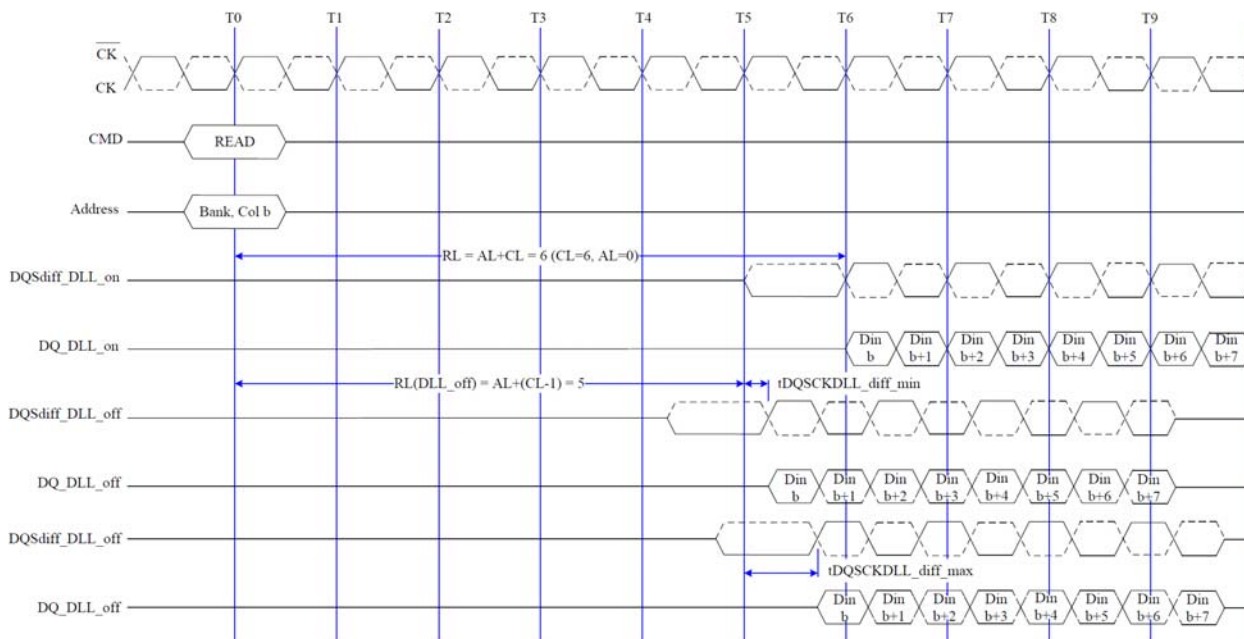 T0 T1 T2 T3 T4 T5 T6 T7 T8 T9
CK
CK
CMD READ
Address Bank, Col b
RL = AL+CL = 6 (CL=6, AL=0)
DQSdiff_DLL_on
DQ_DLL_on Din b Din b+1 Din b+2 Din b+3 Din b+4 Din b+5 Din b+6 Din b+7
RL(DLL_off) = AL+(CL-1) = 5 tDQSCKDLL_diff_min
DQSdiff_DLL_off
DQ_DLL_off Din b Din b+1 Din b+2 Din b+3 Din b+4 Din b+5 Din b+6 Din b+7
DQSdiff_DLL_off
tDQSCKDLL_diff_max
DQ_DLL_off Din b Din b+1 Din b+2 Din b+3 Din b+4 Din b+5 Din b+6 Din b+7